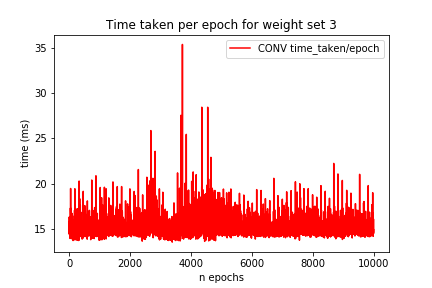 Time taken per epoch for weight set 3
CONV time_taken/epoch
time (ms)
35
30
25
20
15
0
2000
4000
6000
8000
10000
n epochs